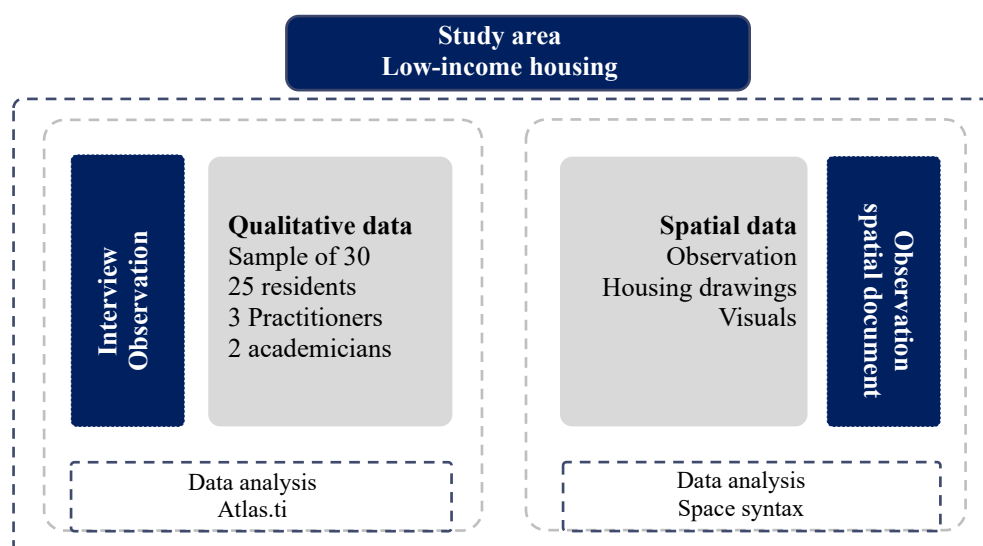 Study area
Low-income housing
Interview
Observation
Qualitative data
Sample of 30
25 residents
3 Practitioners
2 academicians
Data analysis
Atlas.ti
Spatial data
Observation
Housing drawings
Visuals
Observation
spatial document
Data analysis
Space syntax